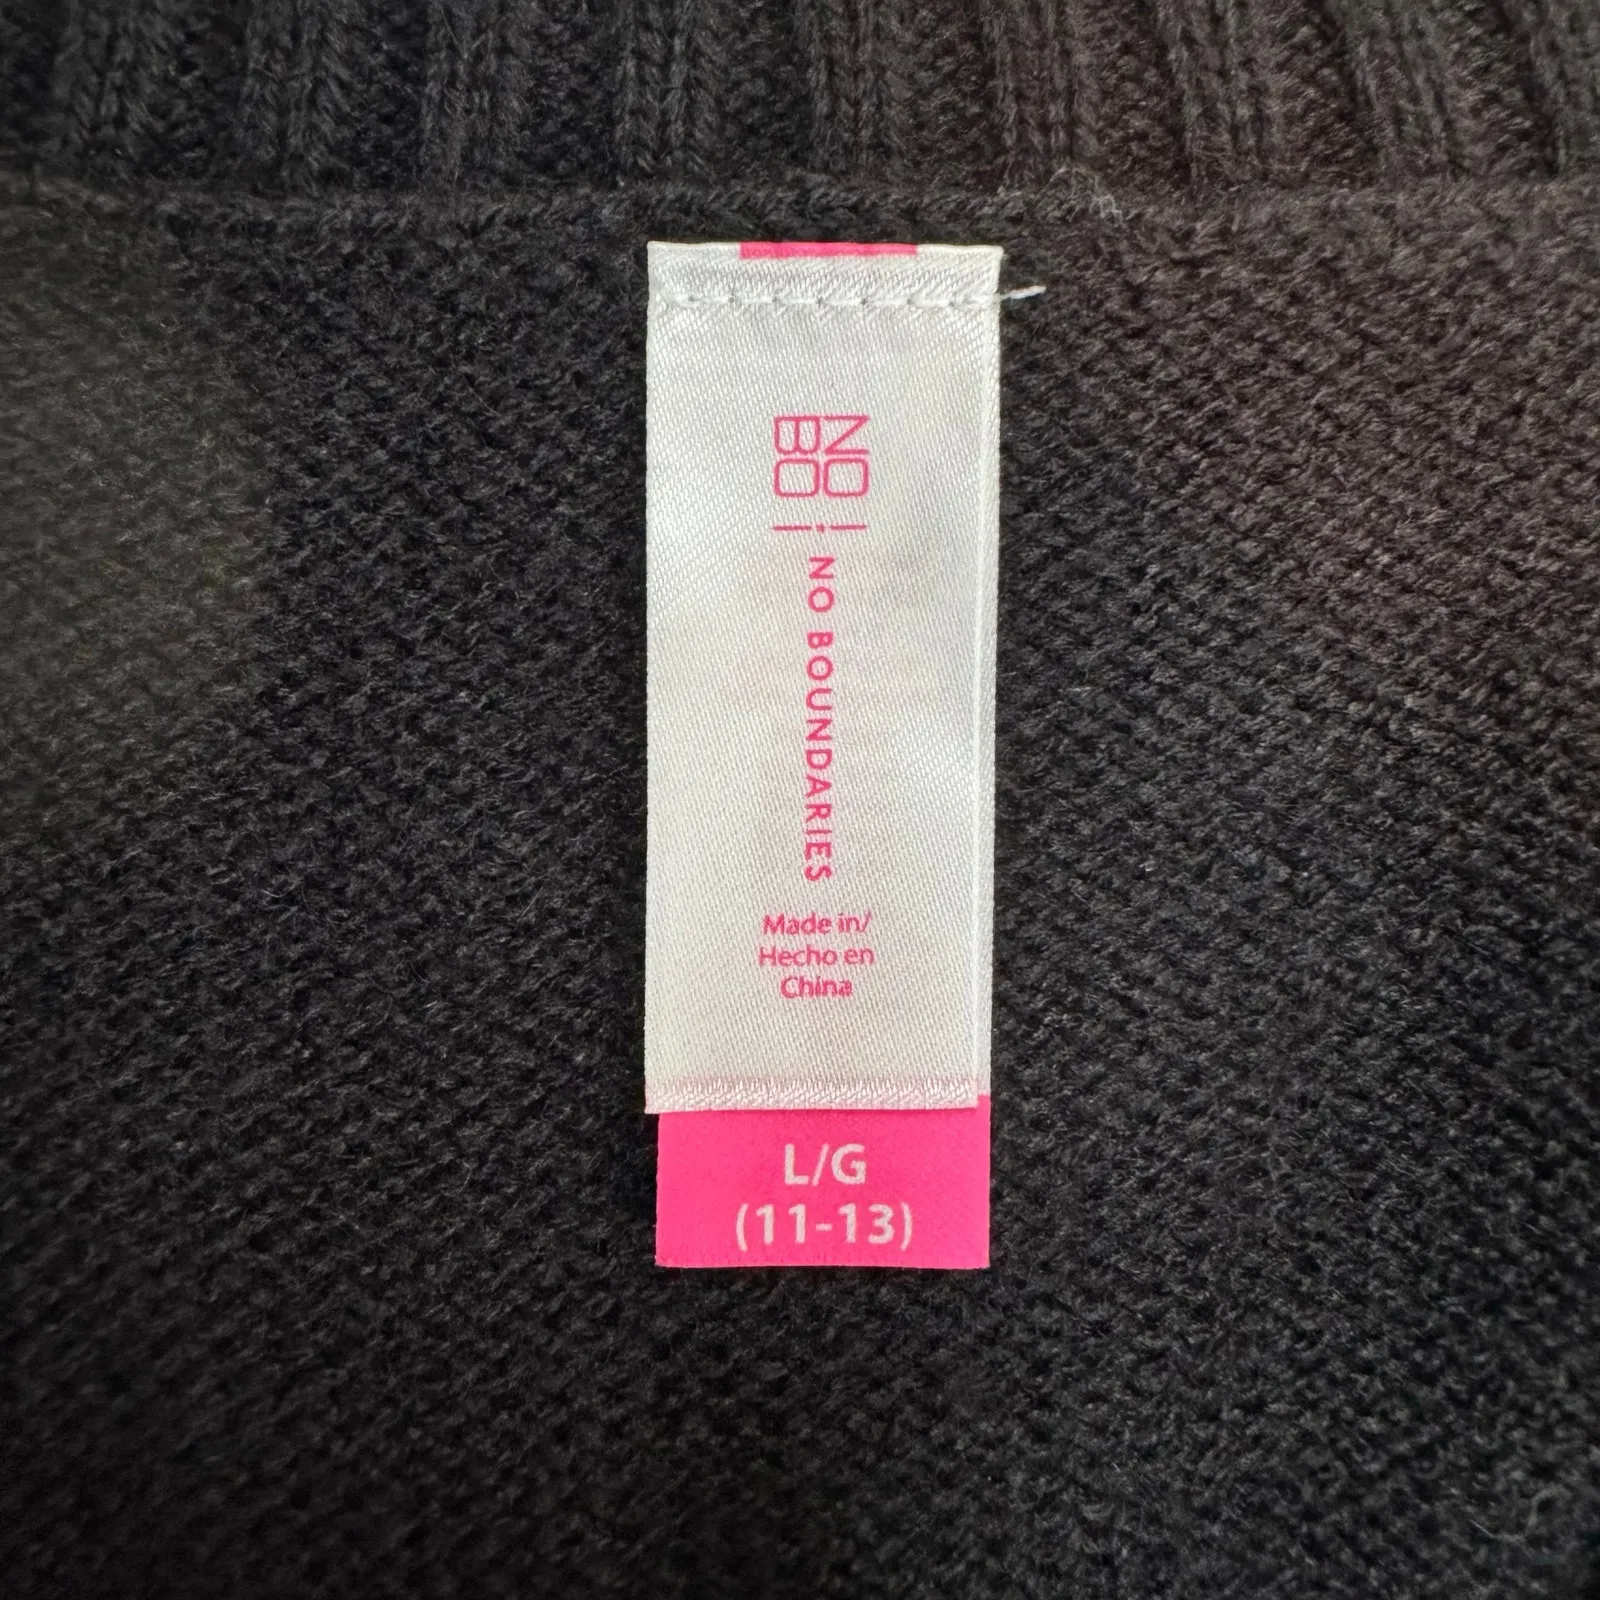 NO
BO
NO BOUNDARIES
Made in/
Hecho en
China
L/G
(11-13)